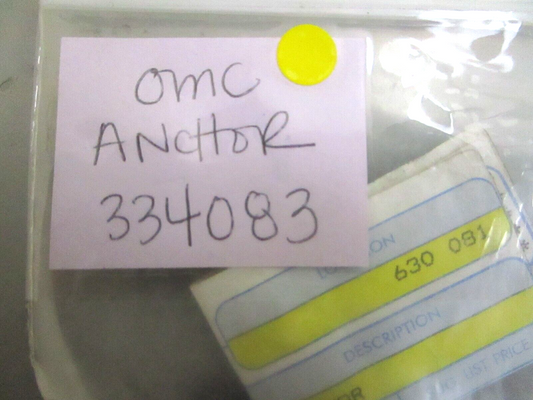 OMC
ANCHOR
334083
630 081
*
DESCRIPTION
LIST PRICE